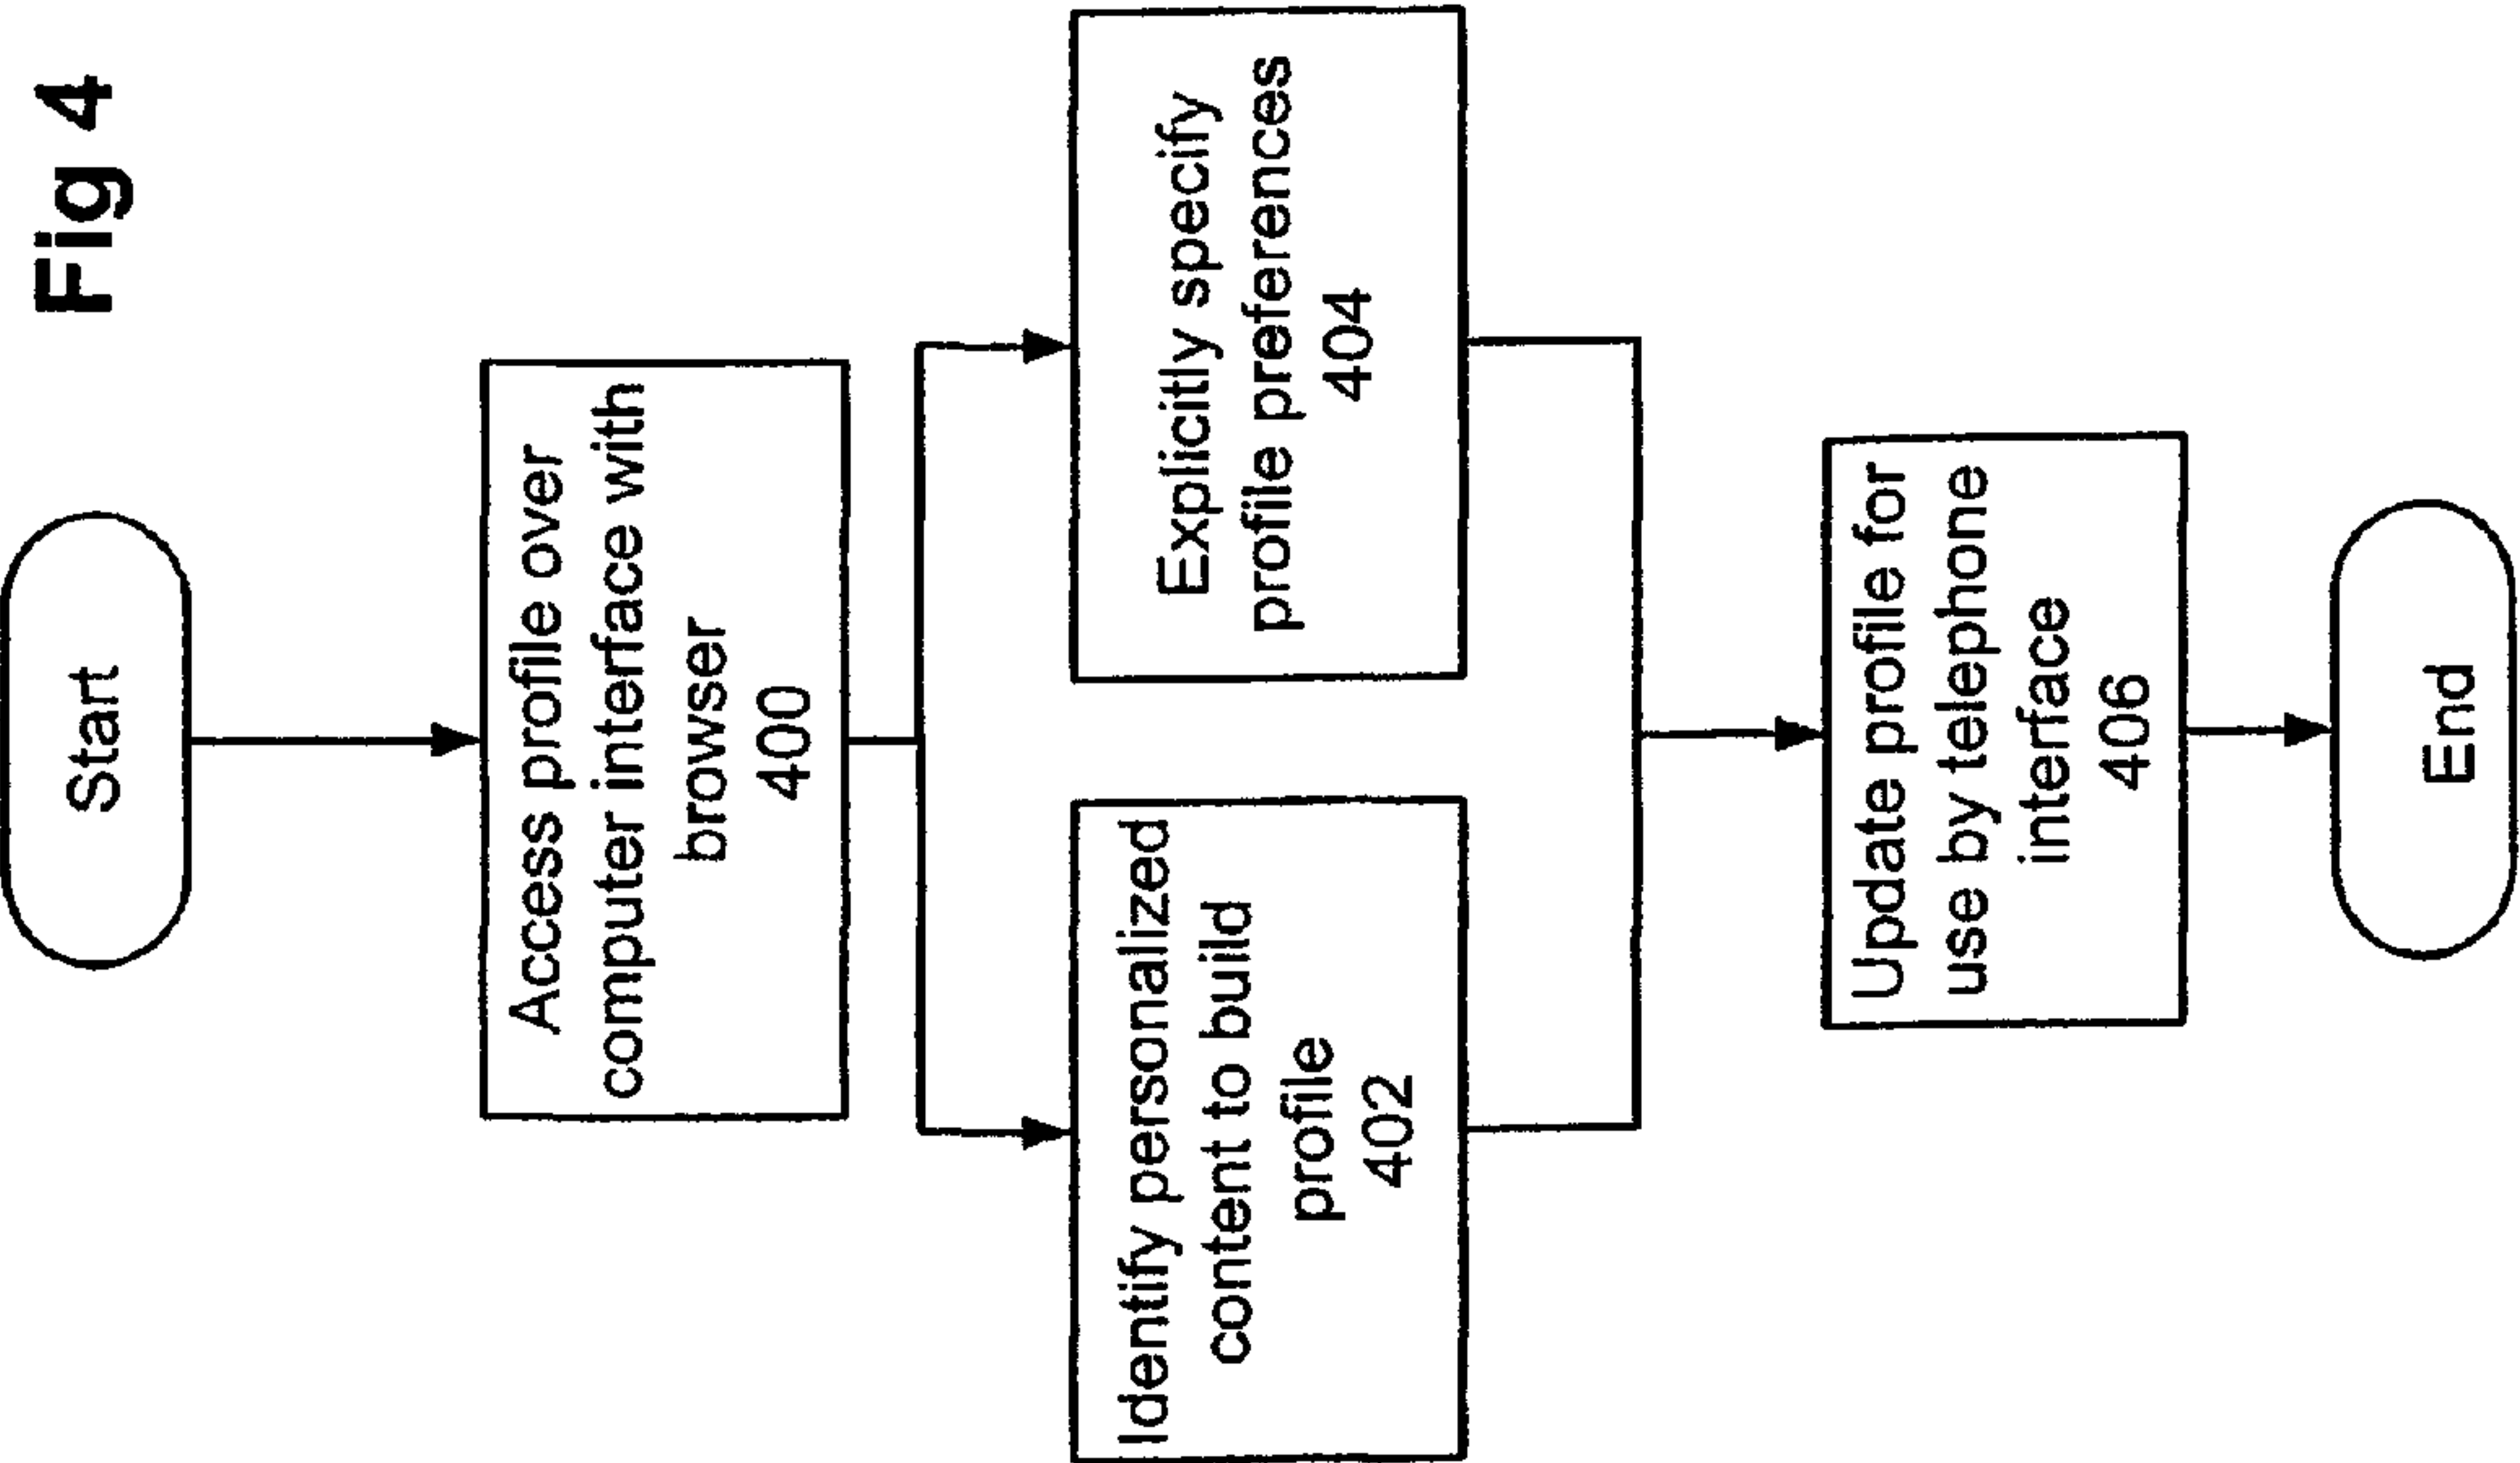 Fig 4
Start
Access profile over
computer interface with
browser
400
Identify personalized
content to build
profile
402
Explicitly specify
profile preferences
404
Update profile for
use by telephone
interface
406
End